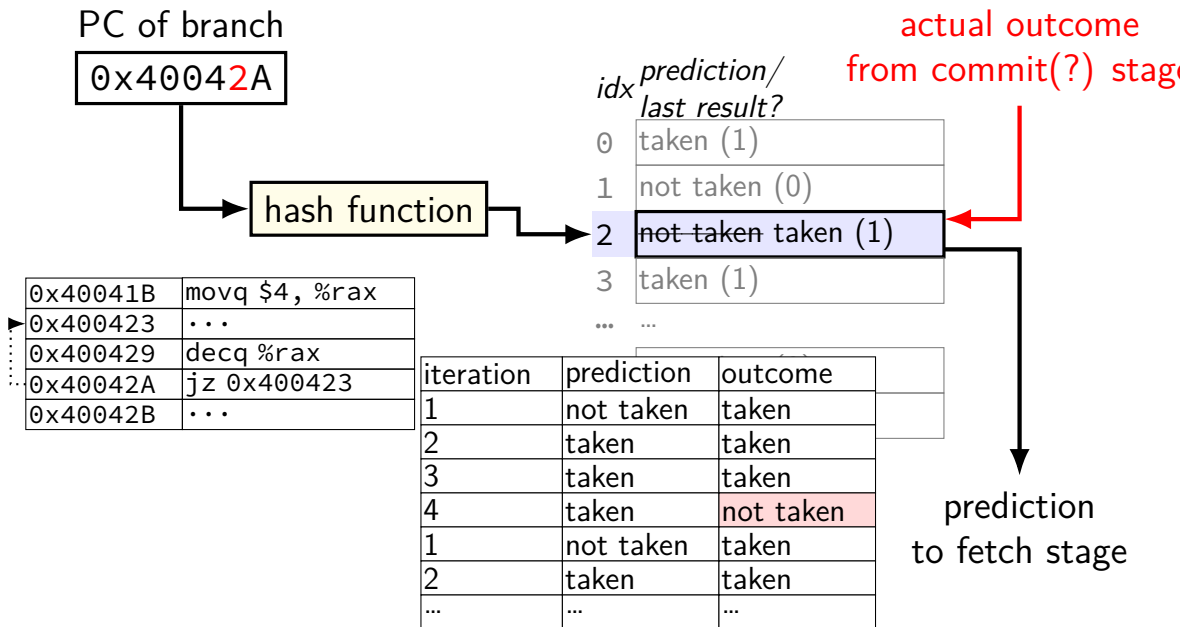 PC of branch
0x40042A
hash function
idx
prediction/
last result?
0 taken (1)
1 not taken (0)
2 not taken taken (1)
3 taken (1)
... ...
actual outcome
from commit(?) stage
prediction
to fetch stage
0x40041B movq $4, %rax
0x400423 ...
0x400429 decq %rax
0x40042A jz 0x400423
0x40042B ...
iteration prediction outcome
1 not taken taken
2 taken taken
3 taken taken
4 taken not taken
1 not taken taken
2 taken taken
... ... ...